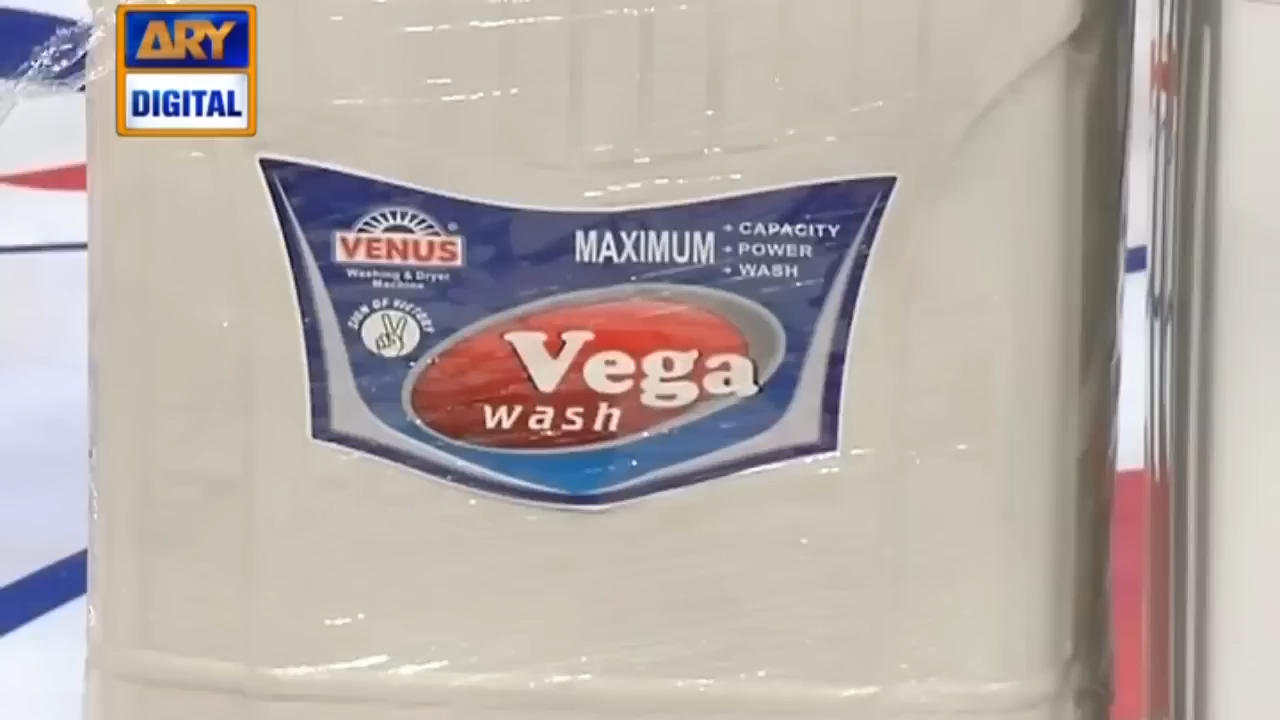 ARY
DIGITAL
VENUS
Washing & Dryer
Machine
SIGN OF VICTORY
MAXIMUM
+ CAPACITY
+ POWER
+ WASH
Vega
wash